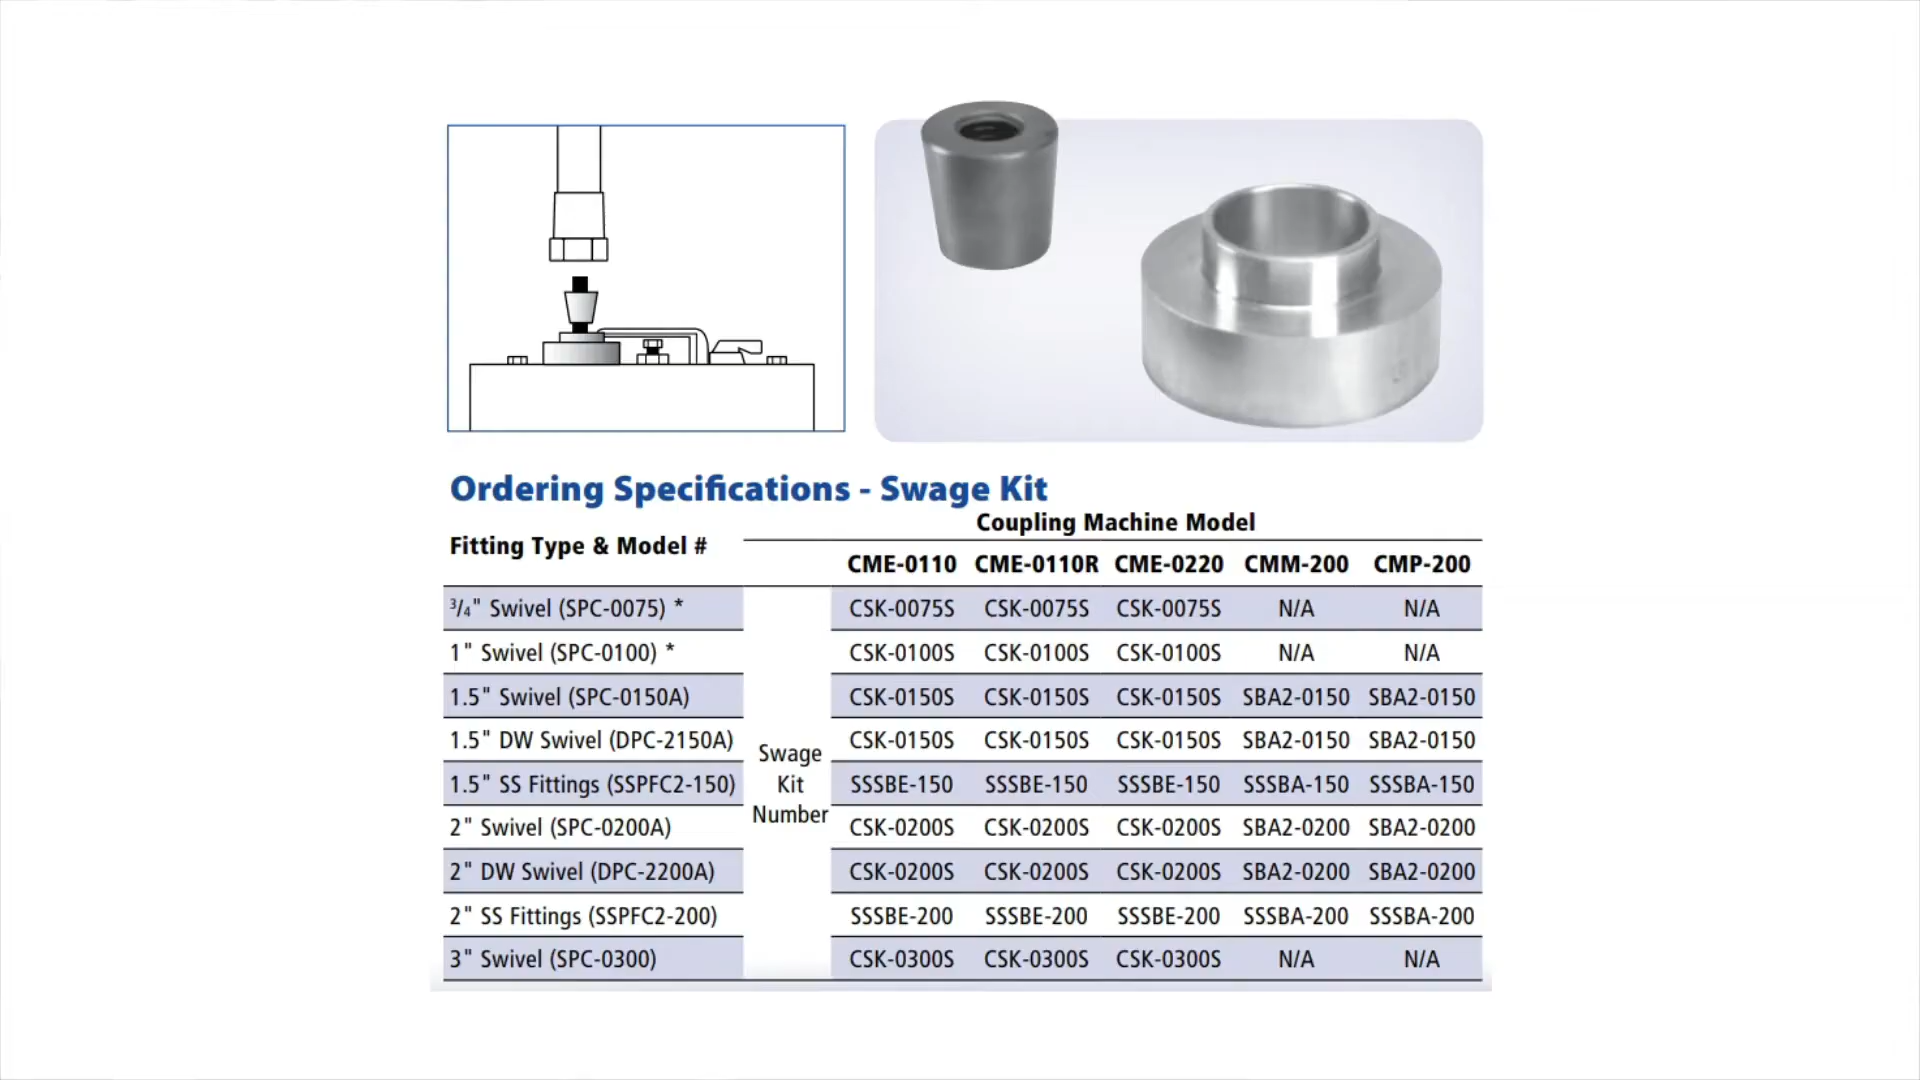 Ordering Specifications - Swage Kit
Coupling Machine Model
Fitting Type & Model #
CME-0110 CME-0110R CME-0220 CMM-200 CMP-200
3/4" Swivel (SPC-0075) * CSK-0075S CSK-0075S CSK-0075S N/A N/A
1" Swivel (SPC-0100) * CSK-0100S CSK-0100S CSK-0100S N/A N/A
1.5" Swivel (SPC-0150A) CSK-0150S CSK-0150S CSK-0150S SBA2-0150 SBA2-0150
1.5" DW Swivel (DPC-2150A) CSK-0150S CSK-0150S CSK-0150S SBA2-0150 SBA2-0150
Swage
Kit
Number
1.5" SS Fittings (SSPFC2-150) SSSBE-150 SSSBE-150 SSSBE-150 SSSBA-150 SSSBA-150
2" Swivel (SPC-0200A) CSK-0200S CSK-0200S CSK-0200S SBA2-0200 SBA2-0200
2" DW Swivel (DPC-2200A) CSK-0200S CSK-0200S CSK-0200S SBA2-0200 SBA2-0200
2" SS Fittings (SSPFC2-200) SSSBE-200 SSSBE-200 SSSBE-200 SSSBA-200 SSSBA-200
3" Swivel (SPC-0300) CSK-0300S CSK-0300S CSK-0300S N/A N/A